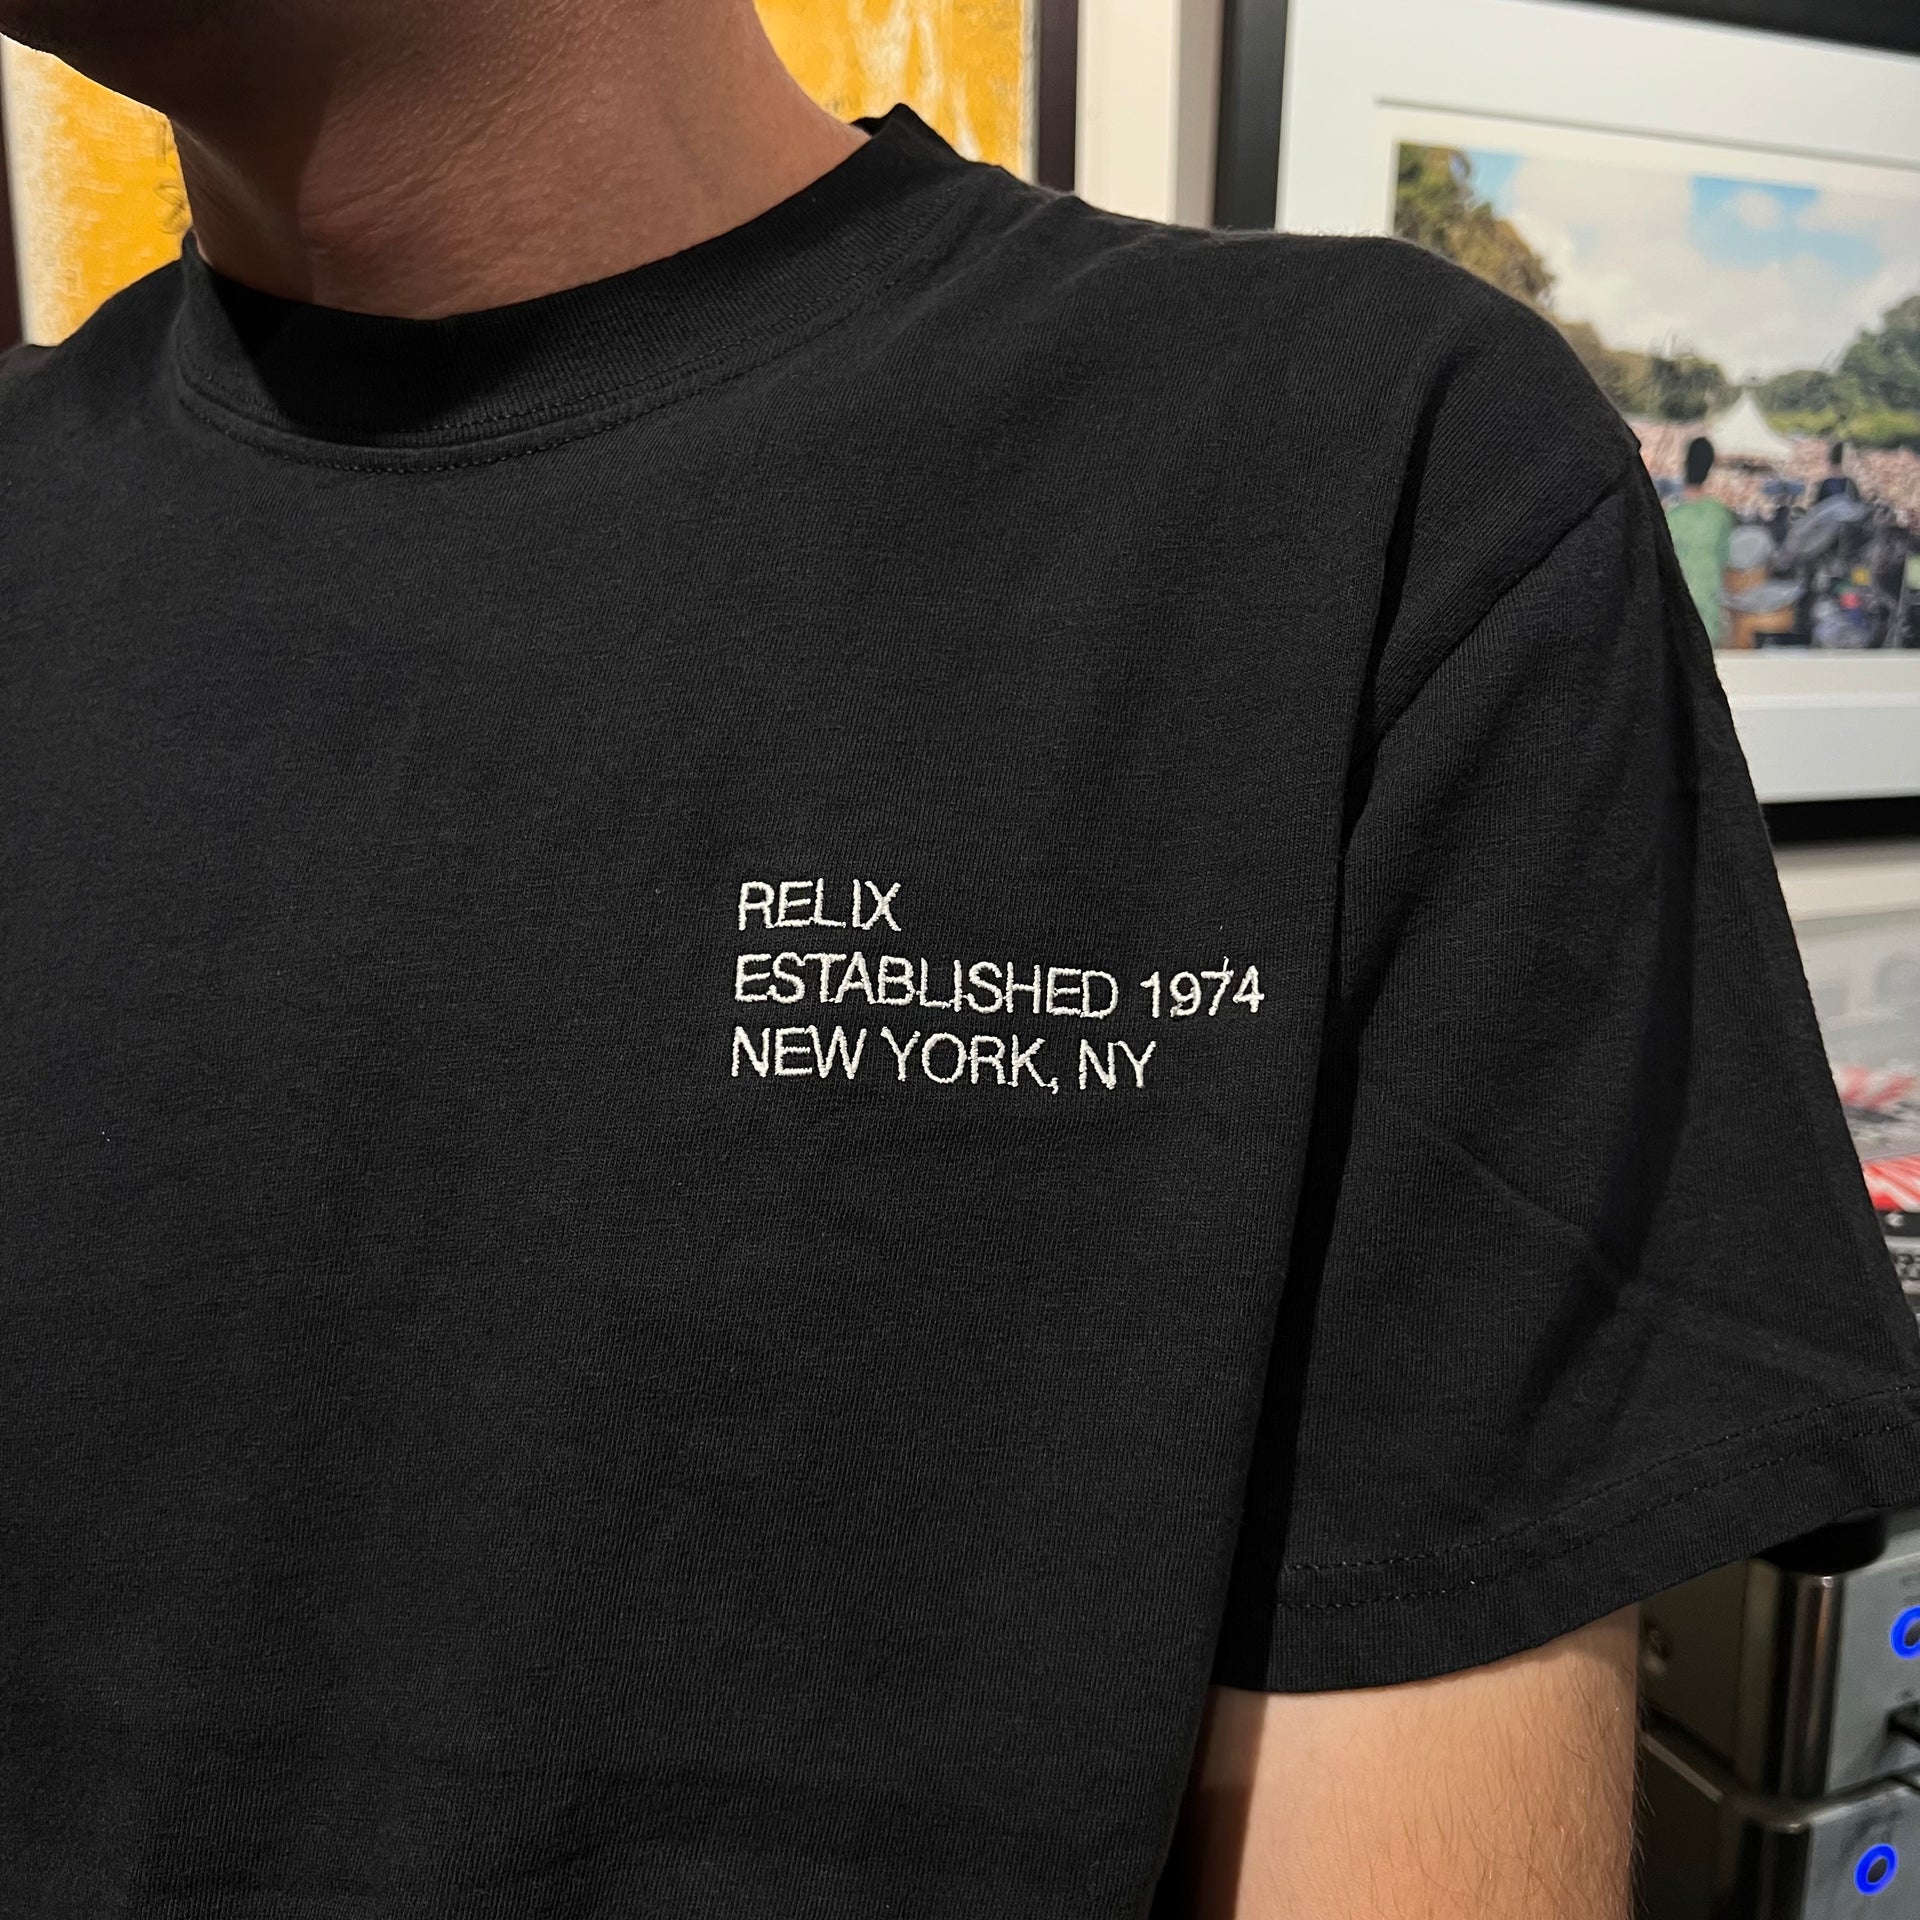 RELIX
ESTABLISHED 1974
NEW YORK, NY